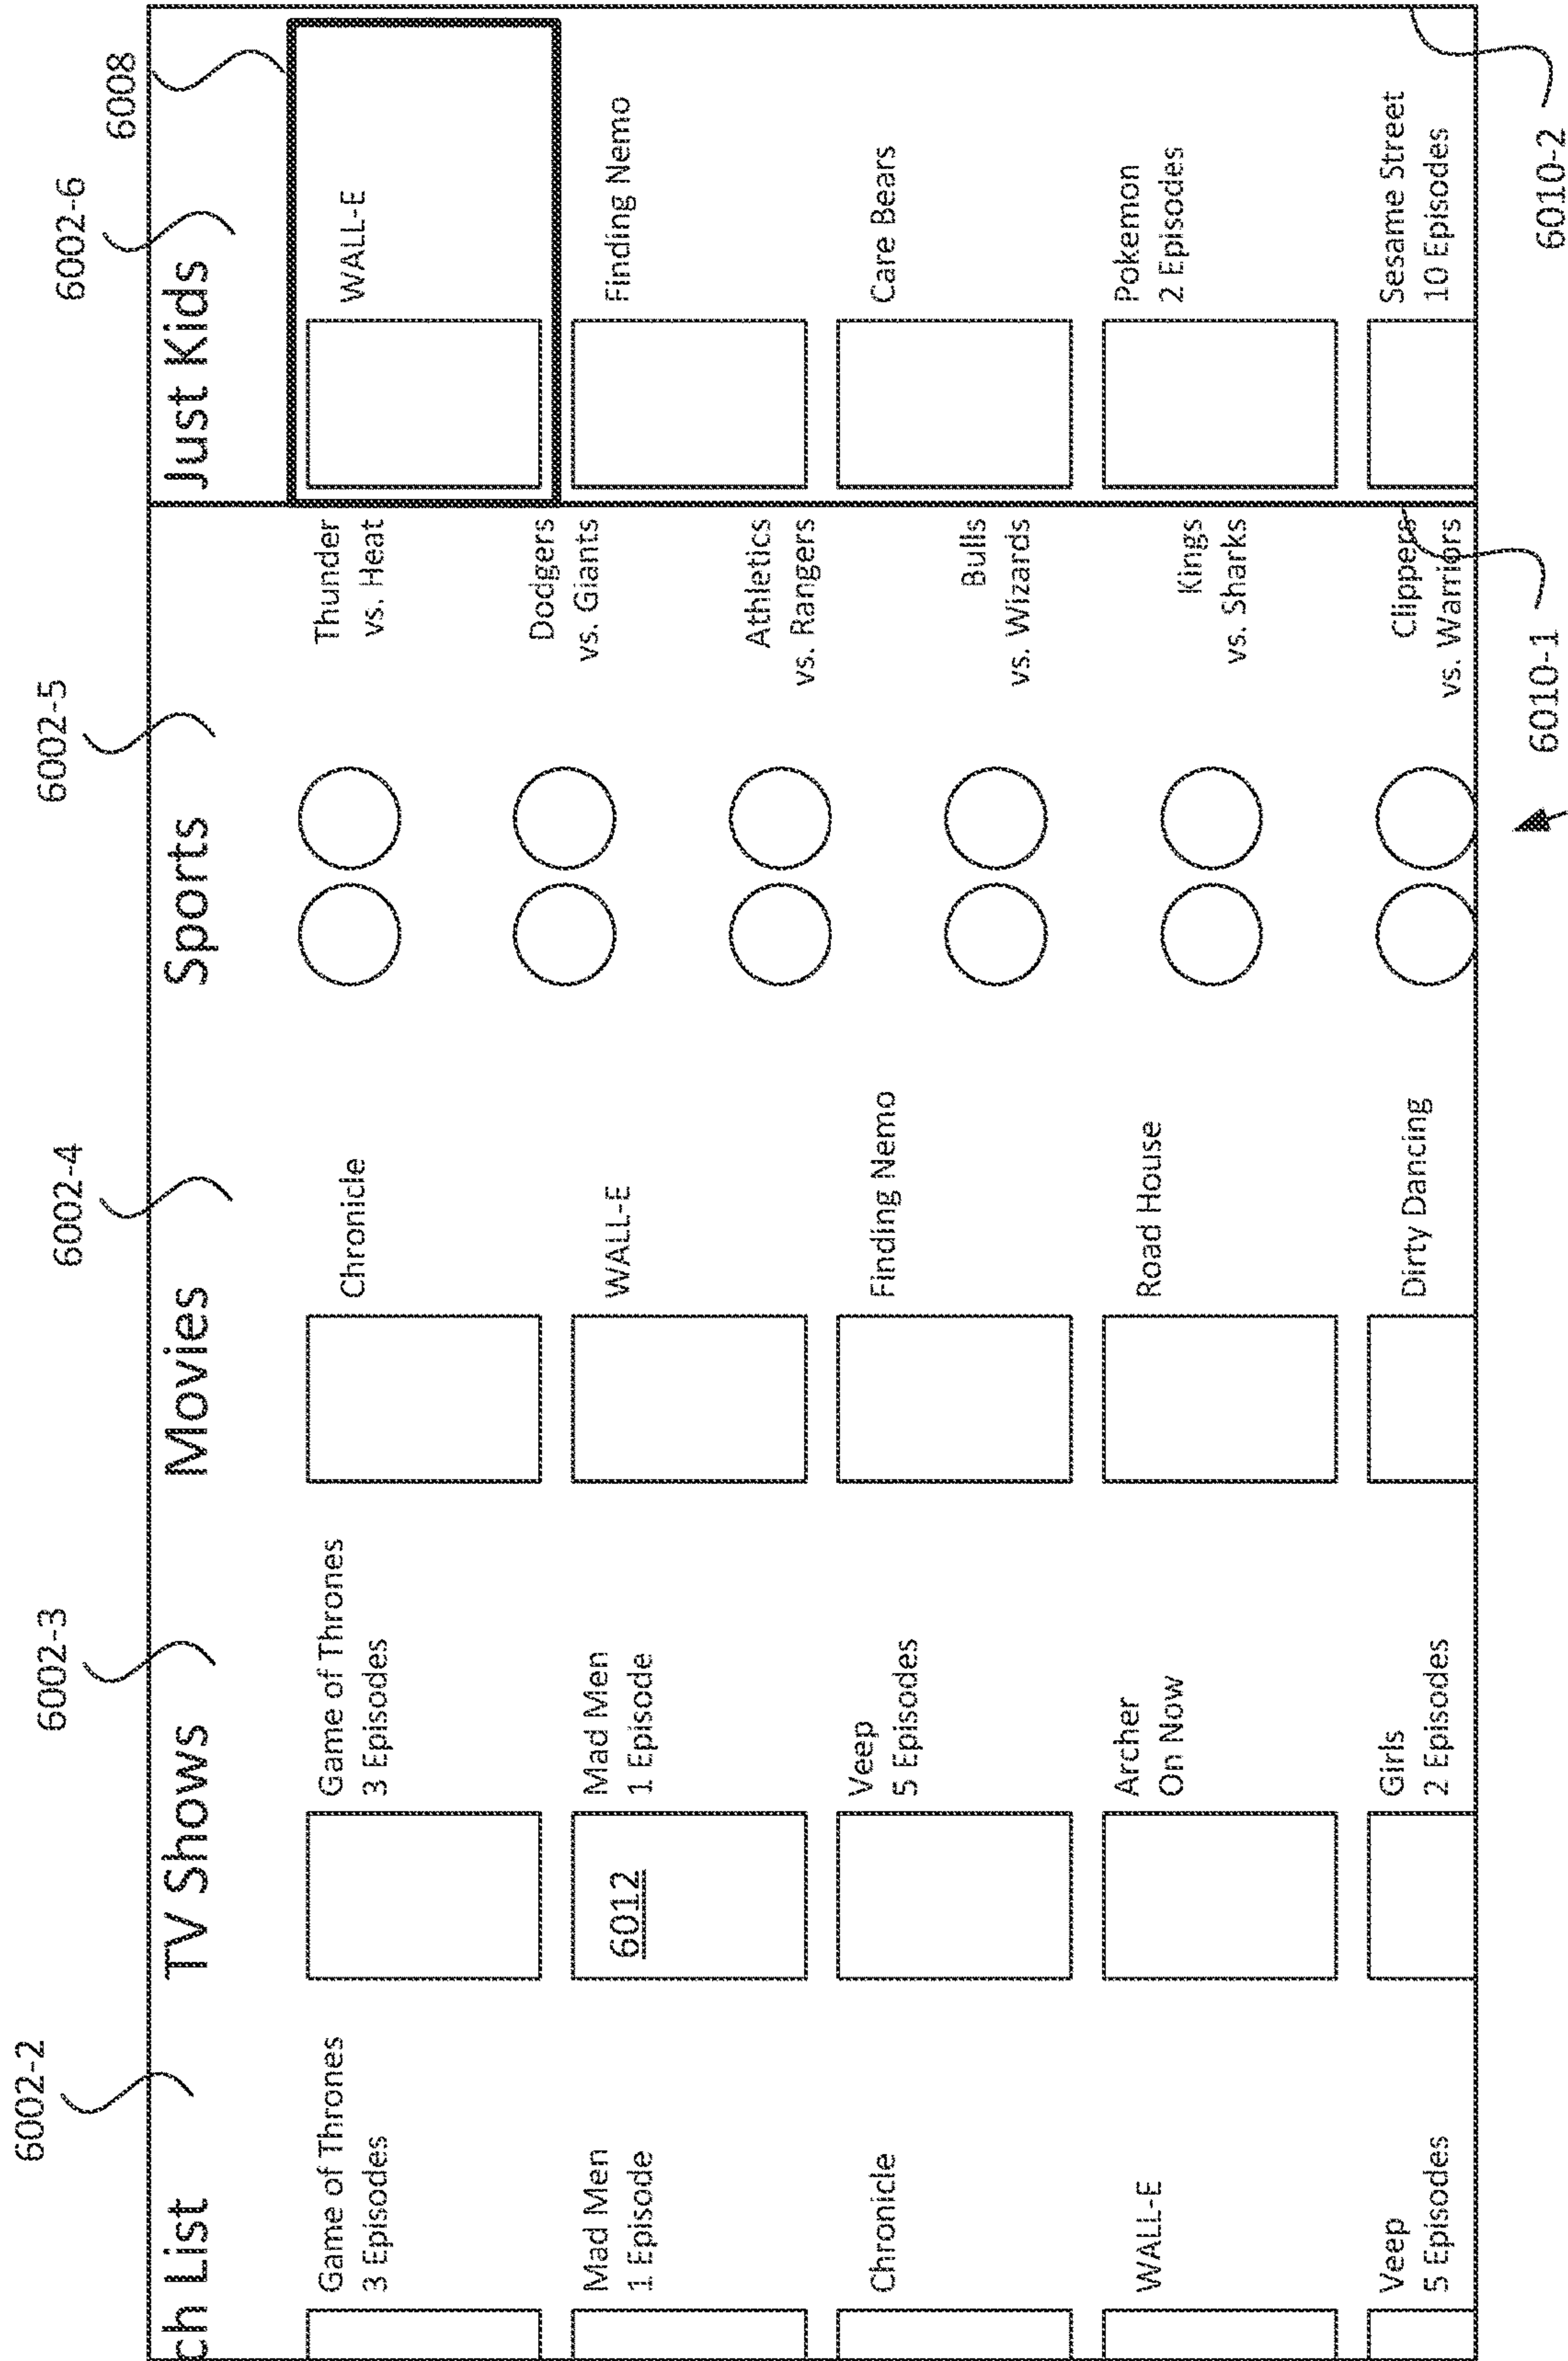 6002-2
6002-3
6002-4
6002-5
6002-6
6008
ch List
Game of Thrones
3 Episodes
Mad Men
1 Episode
Chronicle
WALL-E
Veep
5 Episodes
TV Shows
Game of Thrones
3 Episodes
6012
Mad Men
1 Episode
Veep
5 Episodes
Archer
On Now
Girls
2 Episodes
Movies
Chronicle
WALL-E
Finding Nemo
Road House
Dirty Dancing
Sports
Thunder
vs. Heat
Dodgers
vs. Giants
Athletics
vs. Rangers
Bulls
vs. Wizards
Kings
vs. Sharks
Clippers
vs. Warriors
Just Kids
WALL-E
Finding Nemo
Care Bears
Pokemon
2 Episodes
Sesame Street
10 Episodes
6010-1
6010-2